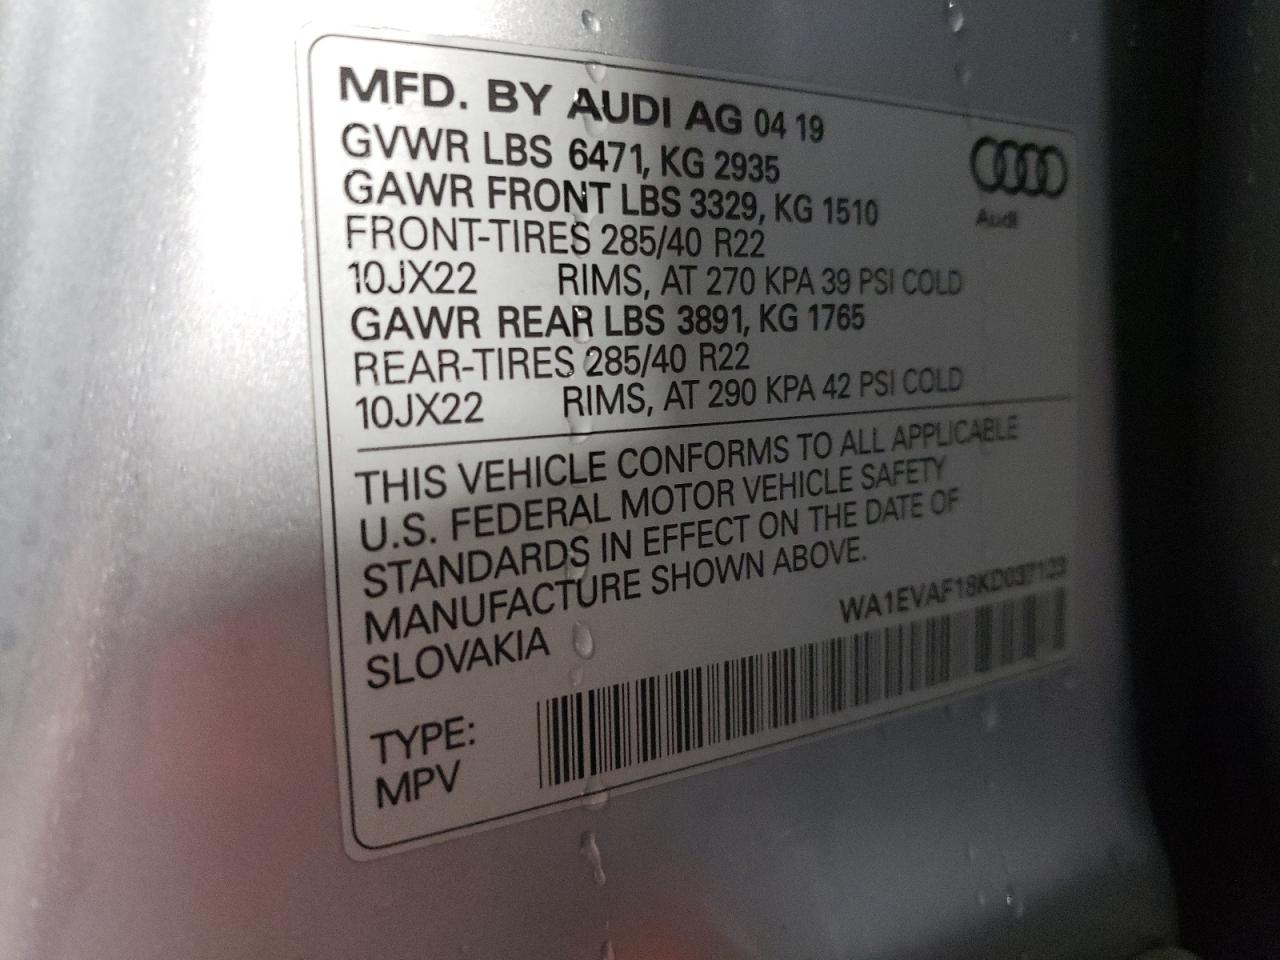 MFD. BY AUDI AG 04 19
GVWR LBS 6471, KG 2935
GAWR FRONT LBS 3329, KG 1510
FRONT-TIRES 285/40 R22
10JX22 RIMS, AT 270 KPA 39 PSI COLD
GAWR REAR LBS 3891, KG 1765
REAR-TIRES 285/40 R22
10JX22 RIMS, AT 290 KPA 42 PSI COLD
Audi
THIS VEHICLE CONFORMS TO ALL APPLICABLE
U.S. FEDERAL MOTOR VEHICLE SAFETY
STANDARDS IN EFFECT ON THE DATE OF
MANUFACTURE SHOWN ABOVE.
SLOVAKIA
WA1EVAF18KD037123
TYPE:
MPV